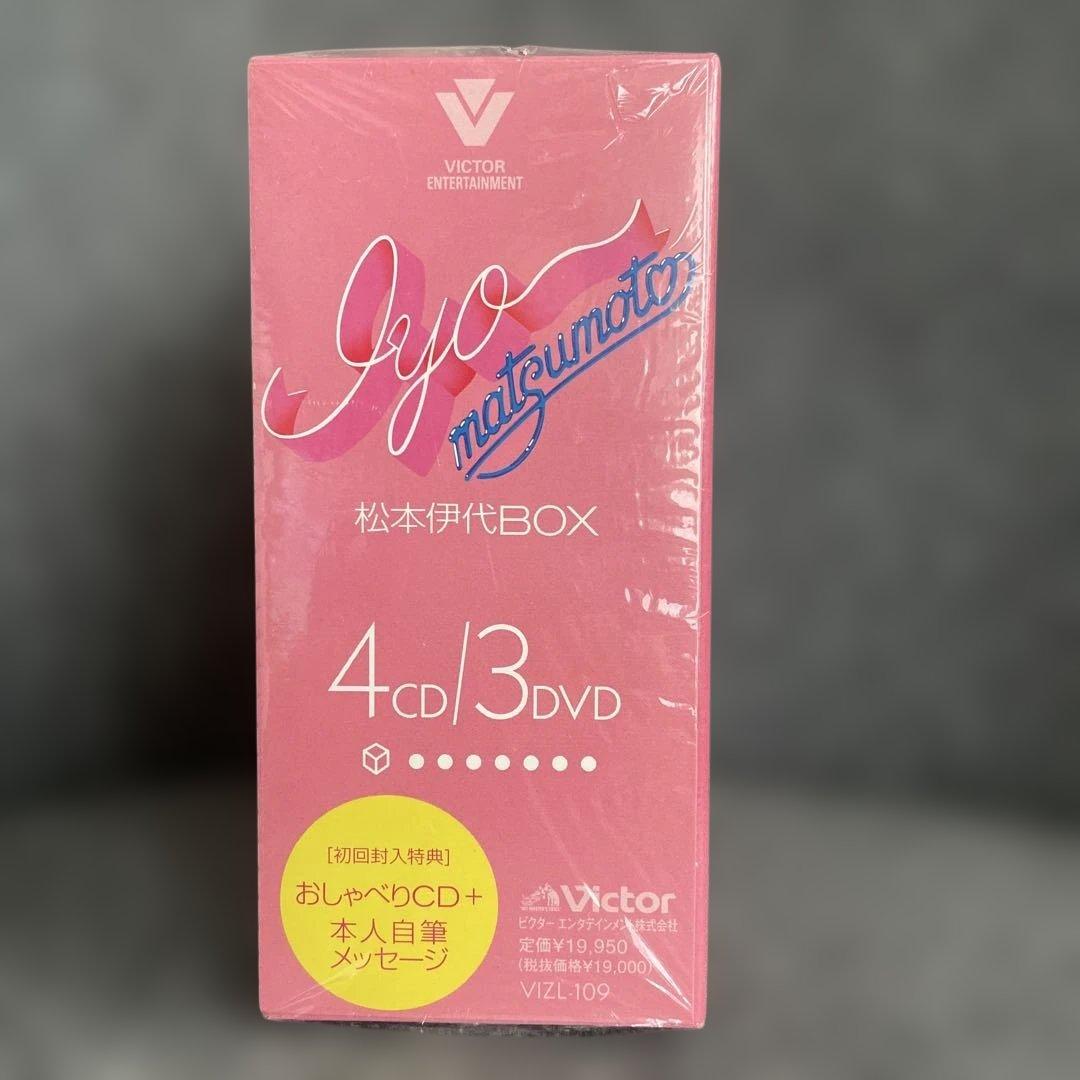 VICTOR
ENTERTAINMENT
Iyo
matsumoto
松本伊代BOX
4CD/3DVD
[初回封入特典]
おしゃべりCD+
本人自筆
メッセージ
Victor
ビクター エンタテインメント株式会社
定価¥19,950
(税抜価格¥19,000)
VIZL-109